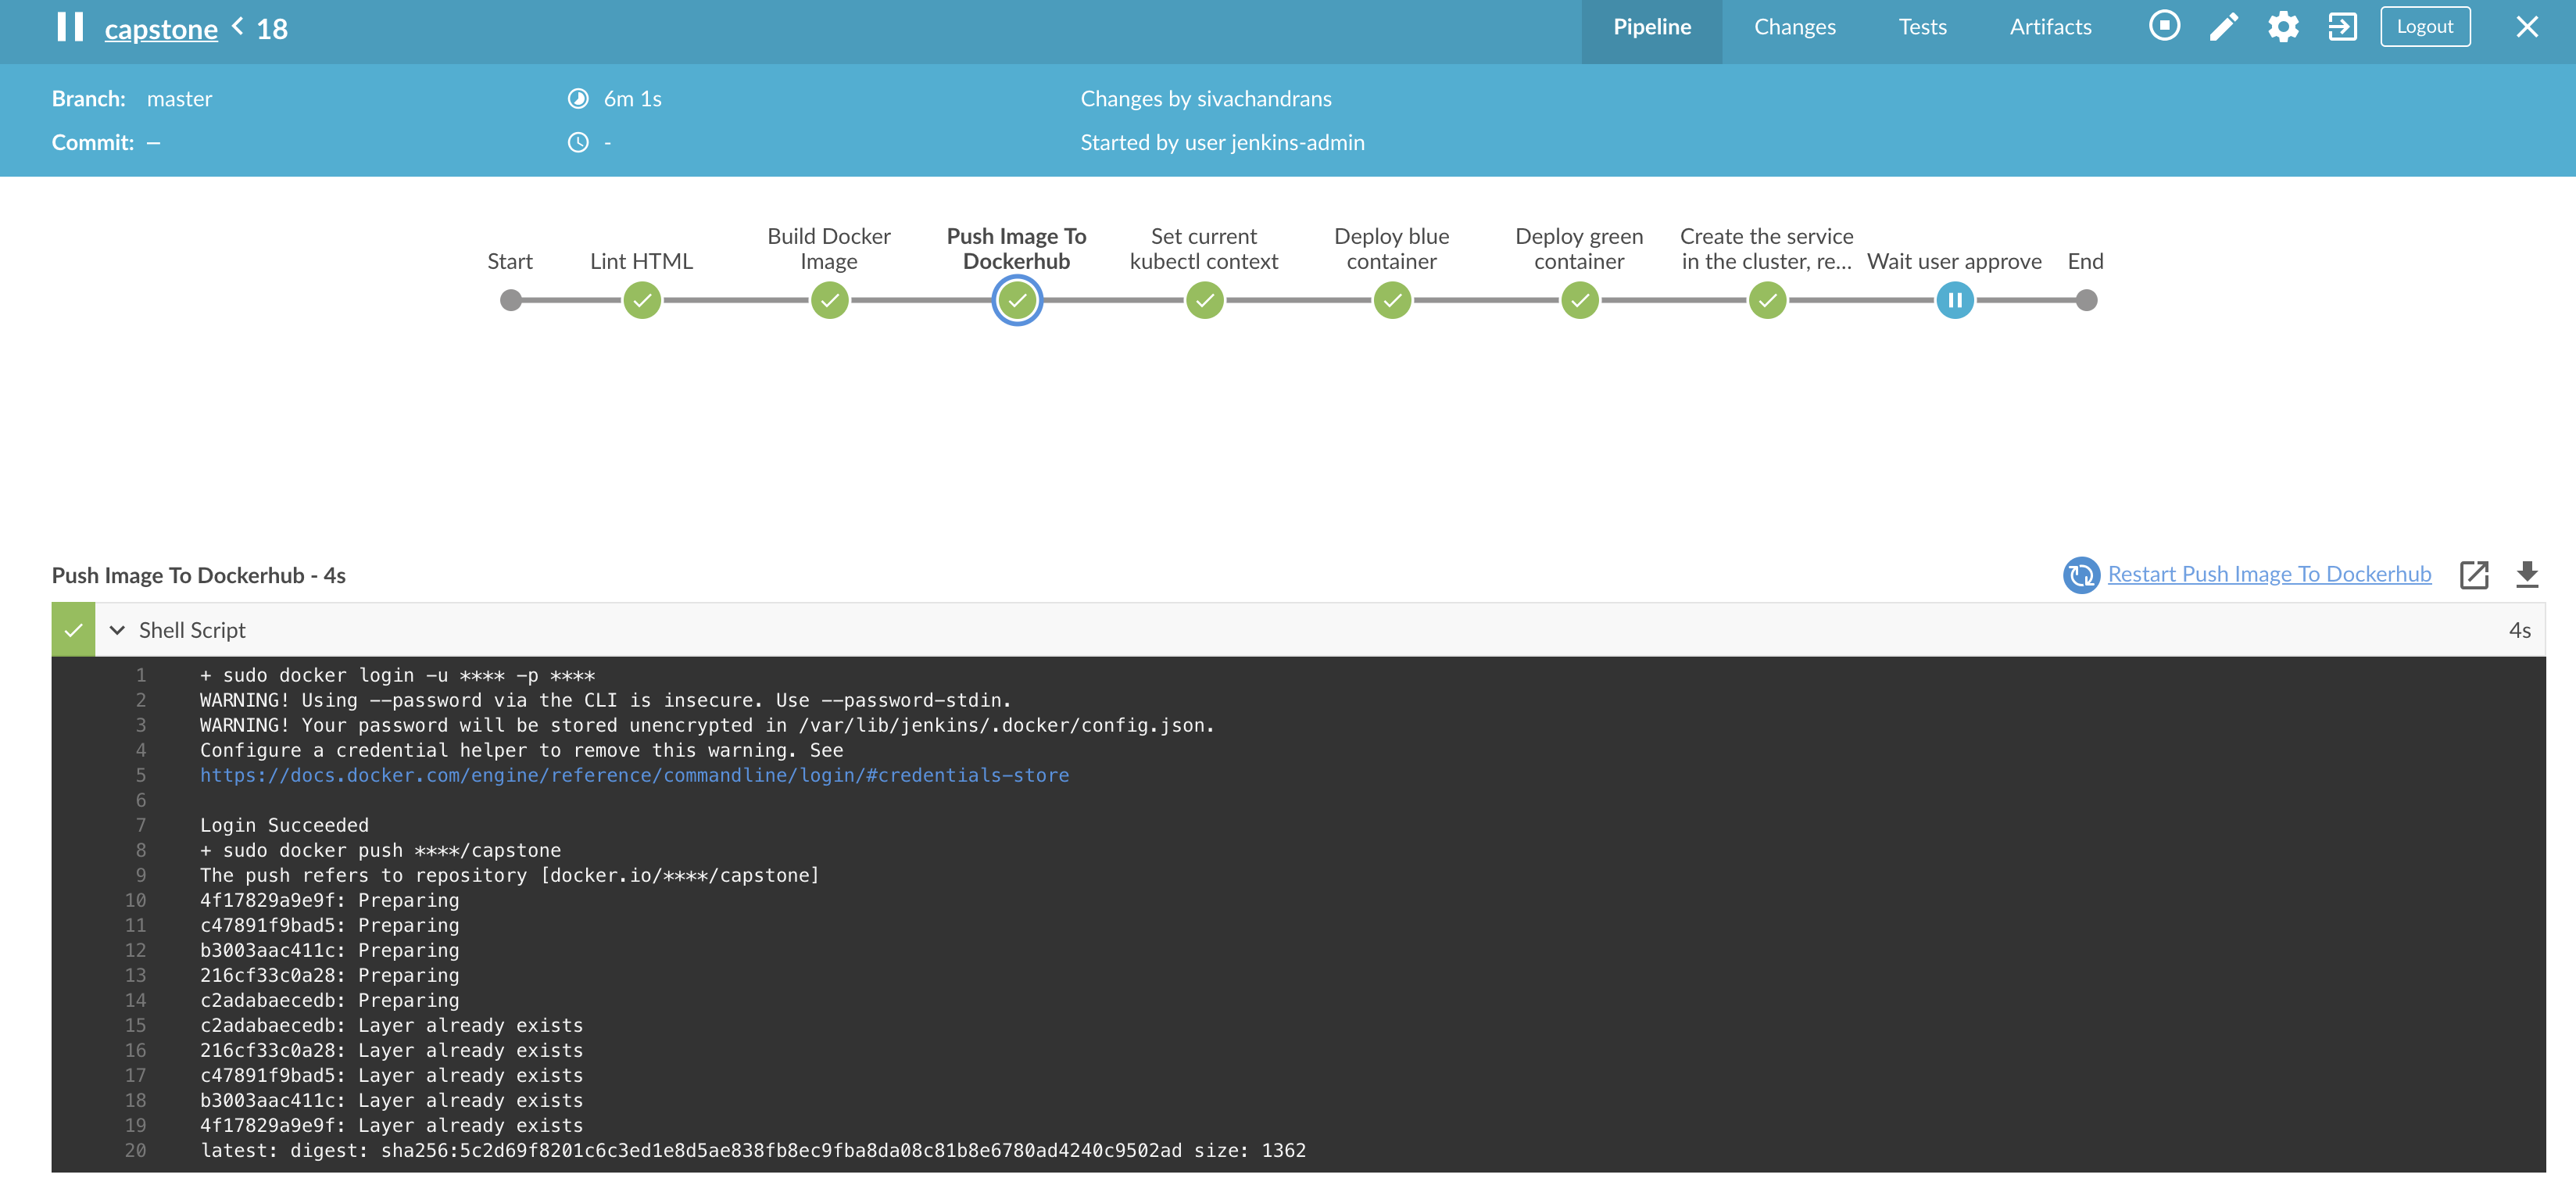 capstone < 18
Pipeline Changes Tests Artifacts Logout
Branch: master
6m 1s
Changes by sivachandrans
Commit: —
-
Started by user jenkins-admin
Start
Lint HTML
Build Docker
Image
Push Image To
Dockerhub
Set current
kubectl context
Deploy blue
container
Deploy green
container
Create the service
in the cluster, re...
Wait user approve
End
Push Image To Dockerhub - 4s
Restart Push Image To Dockerhub
Shell Script 4s
1 + sudo docker login -u **** -p ****
2 WARNING! Using --password via the CLI is insecure. Use --password-stdin.
3 WARNING! Your password will be stored unencrypted in /var/lib/jenkins/.docker/config.json.
4 Configure a credential helper to remove this warning. See
5 https://docs.docker.com/engine/reference/commandline/login/#credentials-store
6
7 Login Succeeded
8 + sudo docker push ****/capstone
9 The push refers to repository [docker.io/****/capstone]
10 4f17829a9e9f: Preparing
11 c47891f9bad5: Preparing
12 b3003aac411c: Preparing
13 216cf33c0a28: Preparing
14 c2adabaecedb: Preparing
15 c2adabaecedb: Layer already exists
16 216cf33c0a28: Layer already exists
17 c47891f9bad5: Layer already exists
18 b3003aac411c: Layer already exists
19 4f17829a9e9f: Layer already exists
20 latest: digest: sha256:5c2d69f8201c6c3ed1e8d5ae838fb8ec9fba8da08c81b8e6780ad4240c9502ad size: 1362